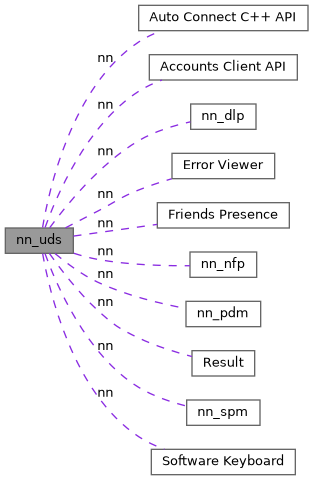 Auto Connect C++ API
nn
Accounts Client API
nn
nn_dlp
nn
Error Viewer
nn
Friends Presence
nn
nn_uds
nn
nn_nfp
nn
nn_pdm
nn
Result
nn
nn_spm
nn
Software Keyboard